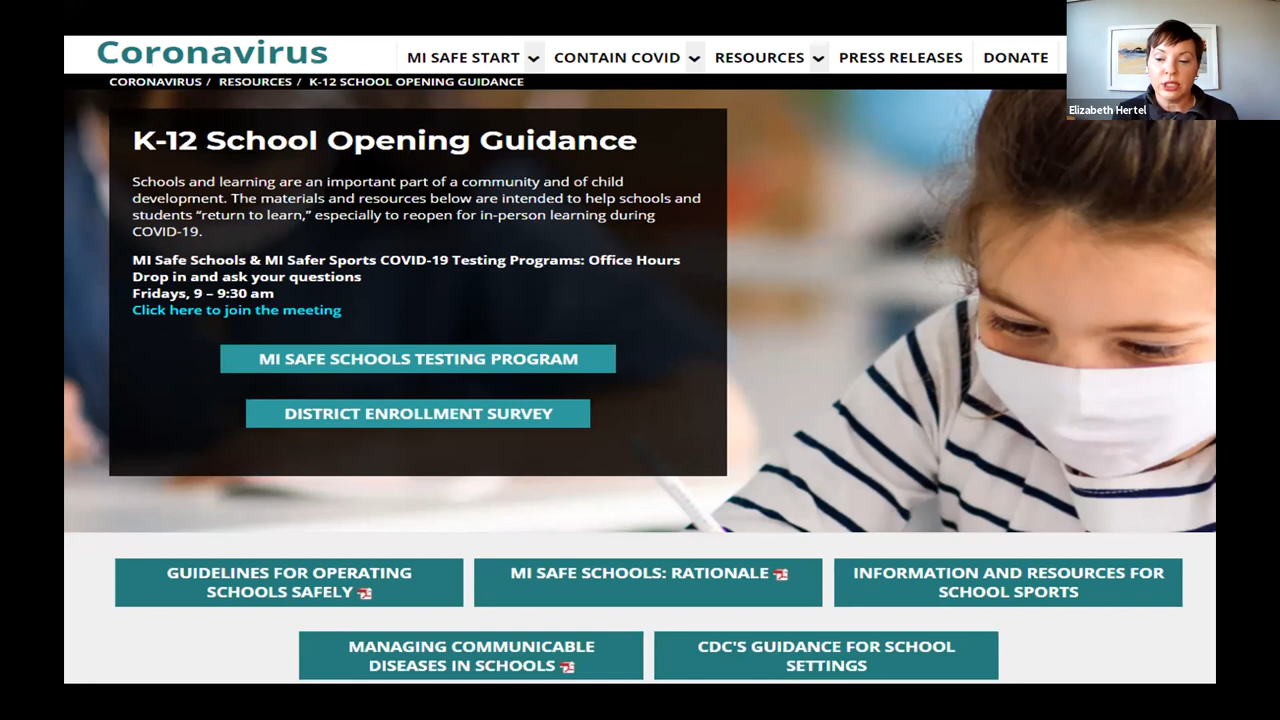 Coronavirus
MI SAFE START
CONTAIN COVID
RESOURCES
PRESS RELEASES
DONATE
Elizabeth Hertel
CORONAVIRUS / RESOURCES / K-12 SCHOOL OPENING GUIDANCE
K-12 School Opening Guidance
Schools and learning are an important part of a community and of child
development. The materials and resources below are intended to help schools and
students “return to learn,” especially to reopen for in-person learning during
COVID-19.
MI Safe Schools & MI Safer Sports COVID-19 Testing Programs: Office Hours
Drop in and ask your questions
Fridays, 9 – 9:30 am
Click here to join the meeting
MI SAFE SCHOOLS TESTING PROGRAM
DISTRICT ENROLLMENT SURVEY
GUIDELINES FOR OPERATING
SCHOOLS SAFELY
MI SAFE SCHOOLS: RATIONALE
INFORMATION AND RESOURCES FOR
SCHOOL SPORTS
MANAGING COMMUNICABLE
DISEASES IN SCHOOLS
CDC'S GUIDANCE FOR SCHOOL
SETTINGS